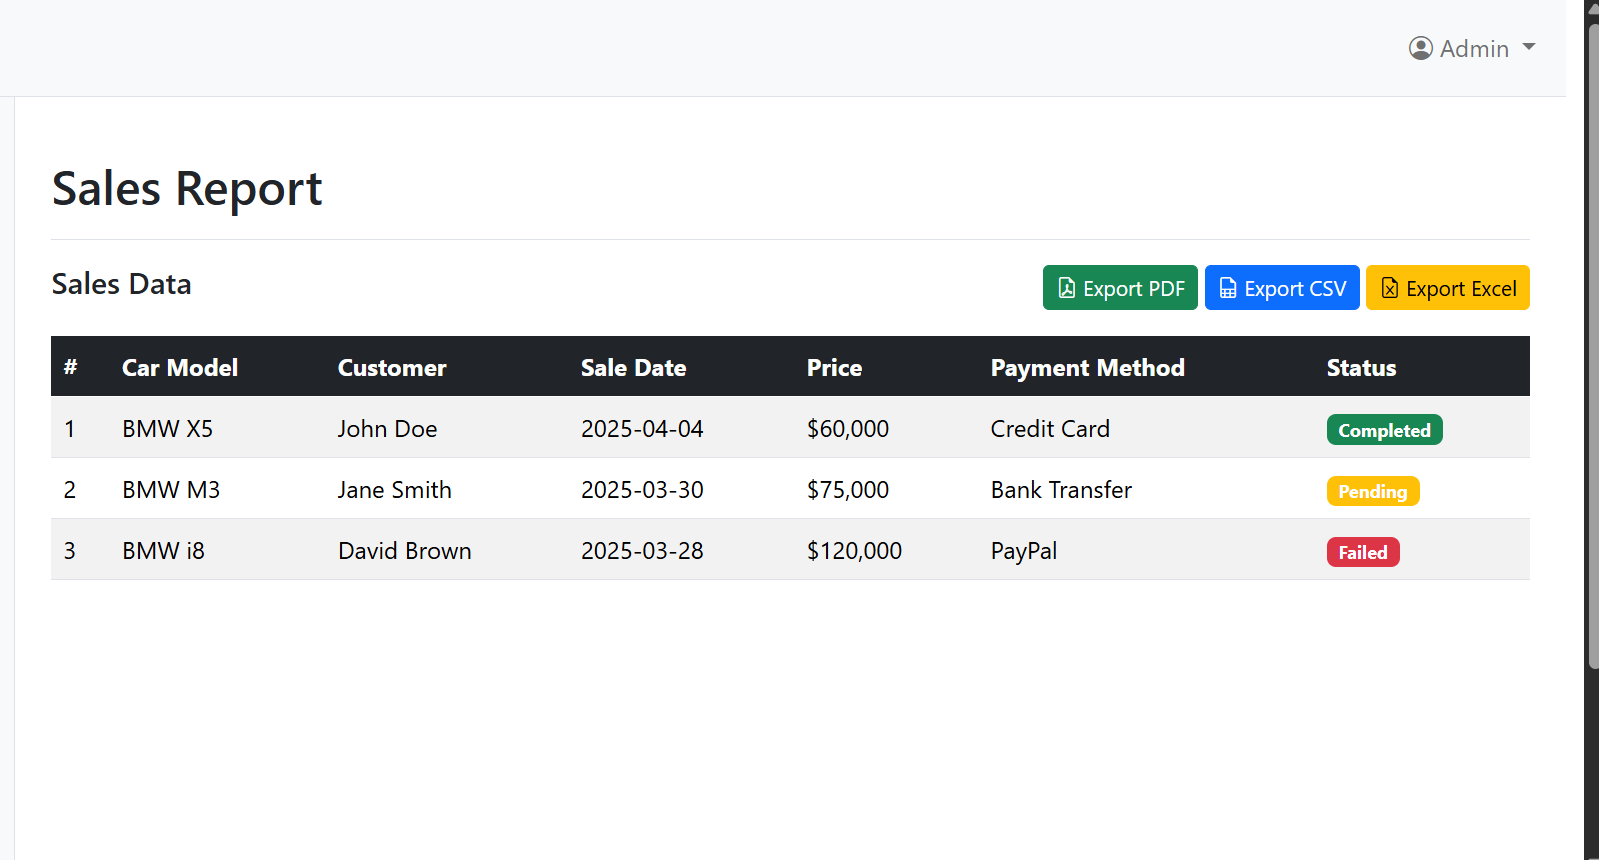 Admin
Sales Report
Sales Data
Export PDF Export CSV Export Excel
# Car Model Customer Sale Date Price Payment Method Status
1 BMW X5 John Doe 2025-04-04 $60,000 Credit Card Completed
2 BMW M3 Jane Smith 2025-03-30 $75,000 Bank Transfer Pending
3 BMW i8 David Brown 2025-03-28 $120,000 PayPal Failed